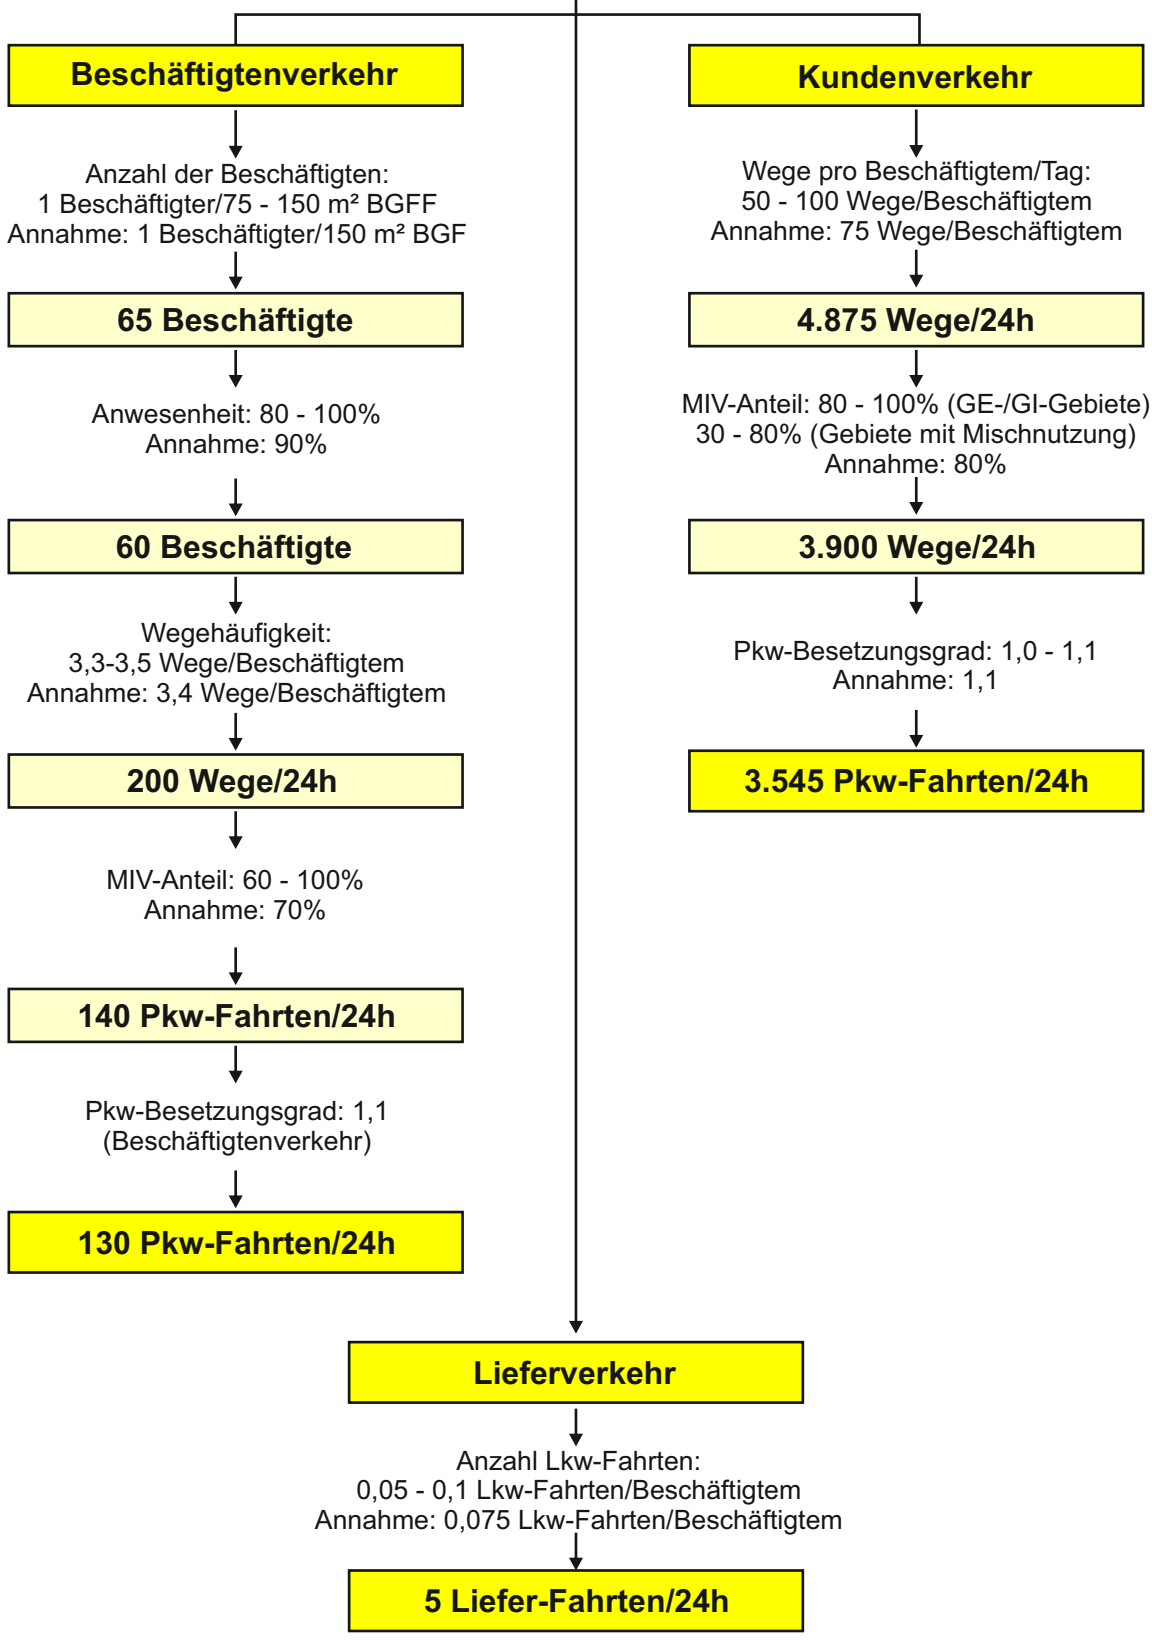 Beschäftigtenverkehr
Anzahl der Beschäftigten:
1 Beschäftigter/75 - 150 m² BGFF
Annahme: 1 Beschäftigter/150 m² BGF
65 Beschäftigte
Anwesenheit: 80 - 100%
Annahme: 90%
60 Beschäftigte
Wegehäufigkeit:
3,3-3,5 Wege/Beschäftigtem
Annahme: 3,4 Wege/Beschäftigtem
200 Wege/24h
MIV-Anteil: 60 - 100%
Annahme: 70%
140 Pkw-Fahrten/24h
Pkw-Besetzungsgrad: 1,1
(Beschäftigtenverkehr)
130 Pkw-Fahrten/24h
Kundenverkehr
Wege pro Beschäftigtem/Tag:
50 - 100 Wege/Beschäftigtem
Annahme: 75 Wege/Beschäftigtem
4.875 Wege/24h
MIV-Anteil: 80 - 100% (GE-/GI-Gebiete)
30 - 80% (Gebiete mit Mischnutzung)
Annahme: 80%
3.900 Wege/24h
Pkw-Besetzungsgrad: 1,0 - 1,1
Annahme: 1,1
3.545 Pkw-Fahrten/24h
Lieferverkehr
Anzahl Lkw-Fahrten:
0,05 - 0,1 Lkw-Fahrten/Beschäftigtem
Annahme: 0,075 Lkw-Fahrten/Beschäftigtem
5 Liefer-Fahrten/24h